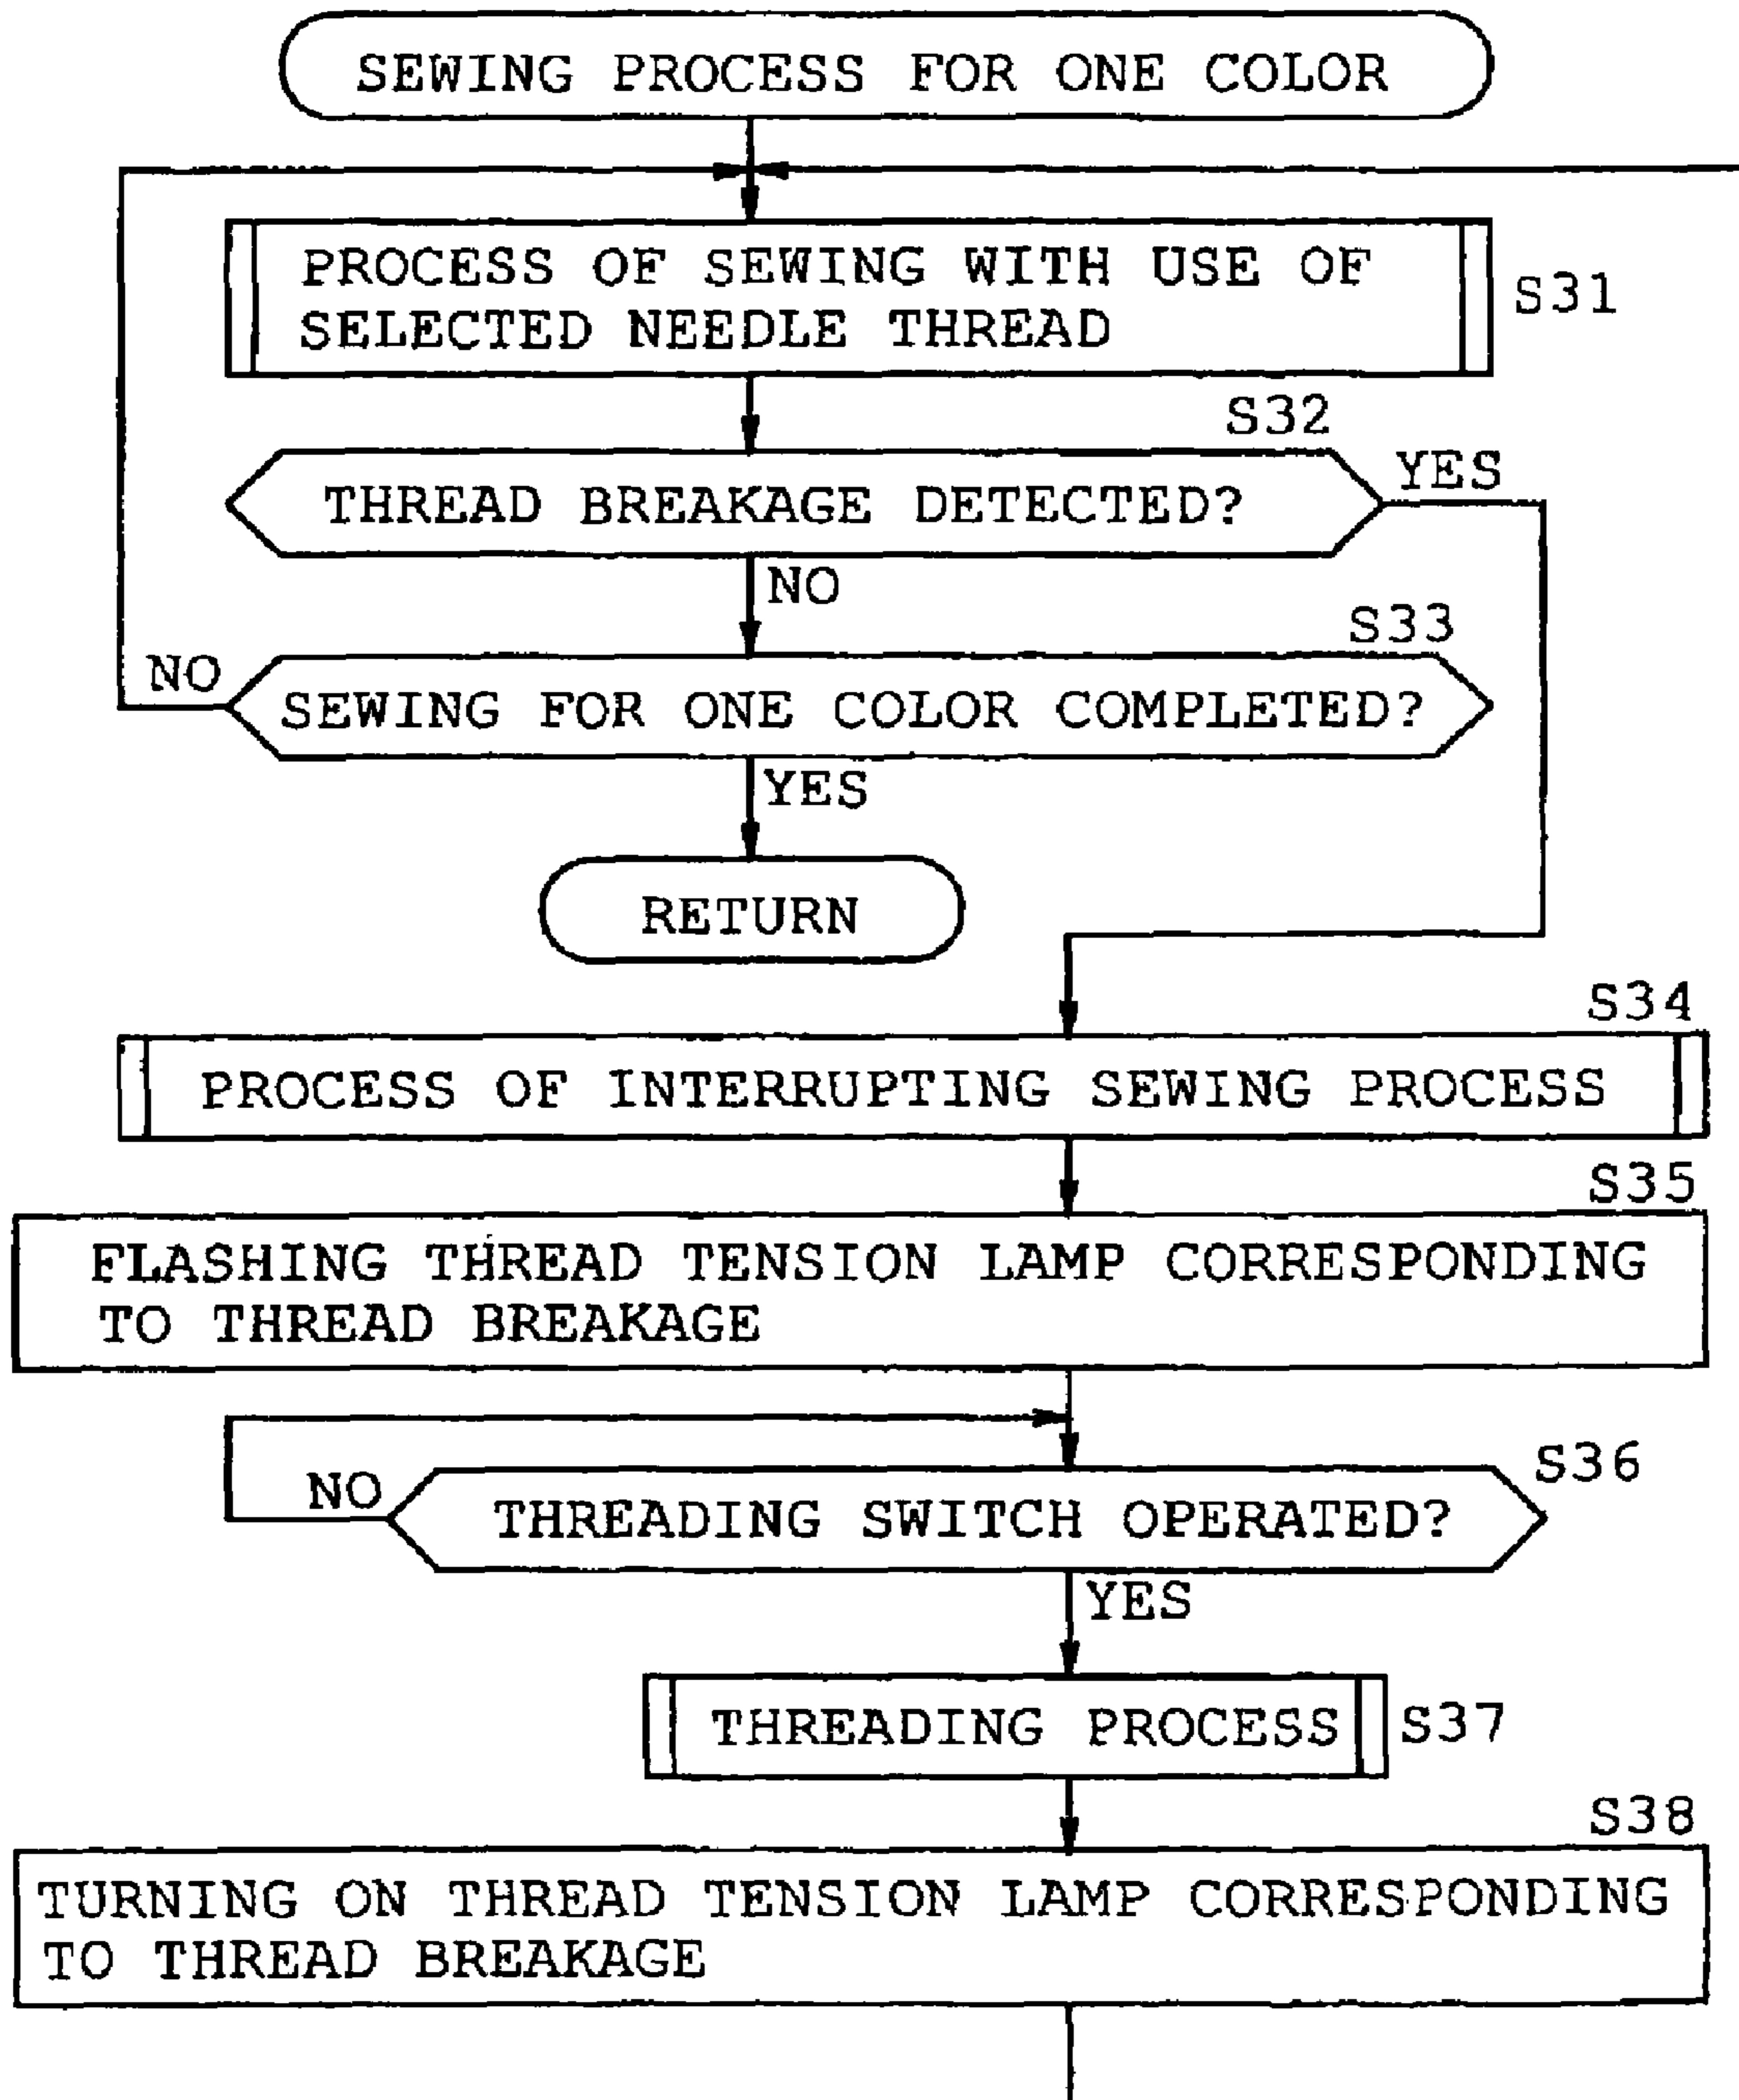 SEWING PROCESS FOR ONE COLOR
PROCESS OF SEWING WITH USE OF
SELECTED NEEDLE THREAD
S31
S32
THREAD BREAKAGE DETECTED?
YES
NO
S33
NO
SEWING FOR ONE COLOR COMPLETED?
YES
RETURN
S34
PROCESS OF INTERRUPTING SEWING PROCESS
S35
FLASHING THREAD TENSION LAMP CORRESPONDING
TO THREAD BREAKAGE
S36
NO
THREADING SWITCH OPERATED?
YES
THREADING PROCESS
S37
S38
TURNING ON THREAD TENSION LAMP CORRESPONDING
TO THREAD BREAKAGE